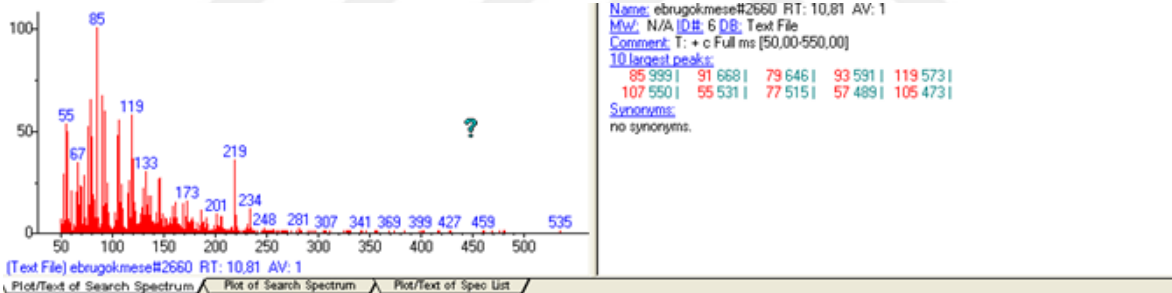 Name: ebrugokmese#2660 RT: 10,81 AV: 1
MW: N/A ID#: 6 DB: Text File
Comment: T: + c Full ms [50,00-550,00]
10 largest peaks:
85 999 | 91 668 | 79 646 | 93 591 | 119 573 |
107 550 | 55 531 | 77 515 | 57 489 | 105 473 |
Synonyms:
no synonyms.
100
50
0
85
55
119
67
133
219
173
201
234
248 281 307 341 369 399 427 459 535
?
50 100 150 200 250 300 350 400 450 500
(Text File) ebrugokmese#2660 RT: 10,81 AV: 1
Plot/Text of Search Spectrum Plot of Search Spectrum Plot/Text of Spec List